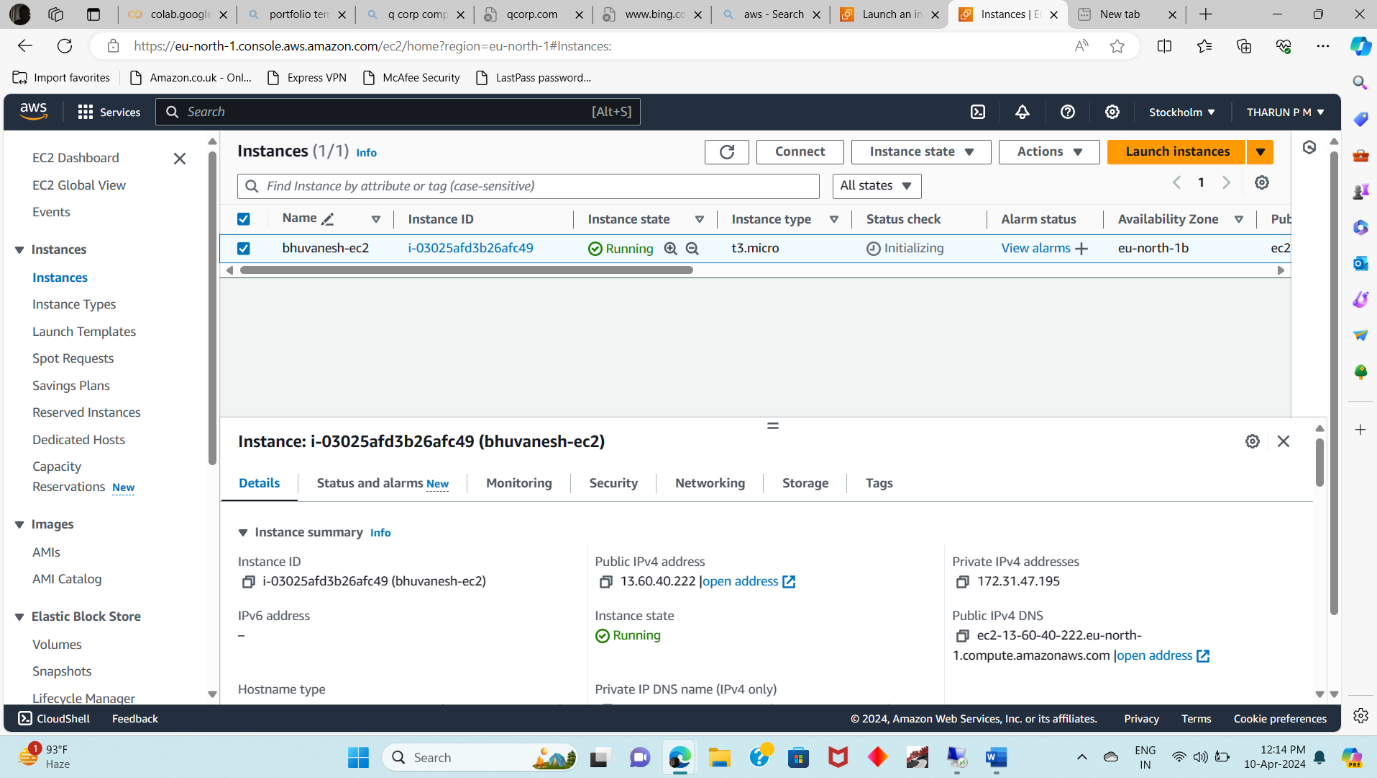 colab.google
portfolio ten
q corp comp
qcorp.com
www.bing.co
aws - Search
Launch an in
Instances | E
New tab
https://eu-north-1.console.aws.amazon.com/ec2/home?region=eu-north-1#Instances:
Import favorites
Amazon.co.uk - Onl...
Express VPN
McAfee Security
LastPass password...
aws
Services
Search
[Alt+S]
Stockholm
THARUN P M
EC2 Dashboard
EC2 Global View
Events
Instances
Instances
Instance Types
Launch Templates
Spot Requests
Savings Plans
Reserved Instances
Dedicated Hosts
Capacity
Reservations New
Images
AMIs
AMI Catalog
Elastic Block Store
Volumes
Snapshots
Lifecycle Manager
Instances (1/1) Info
Connect
Instance state
Actions
Launch instances
Find Instance by attribute or tag (case-sensitive)
All states
1
Name Instance ID Instance state Instance type Status check Alarm status Availability Zone Pub
bhuvanesh-ec2 i-03025afd3b26afc49 Running t3.micro Initializing View alarms + eu-north-1b ec2
Instance: i-03025afd3b26afc49 (bhuvanesh-ec2)
Details Status and alarms New Monitoring Security Networking Storage Tags
Instance summary Info
Instance ID
i-03025afd3b26afc49 (bhuvanesh-ec2)
Public IPv4 address
13.60.40.222 |open address
Private IPv4 addresses
172.31.47.195
IPv6 address
–
Instance state
Running
Public IPv4 DNS
ec2-13-60-40-222.eu-north-
1.compute.amazonaws.com |open address
Hostname type
Private IP DNS name (IPv4 only)
CloudShell
Feedback
© 2024, Amazon Web Services, Inc. or its affiliates.
Privacy
Terms
Cookie preferences
1
93°F
Haze
Search
ENG
IN
12:14 PM
10-Apr-2024
PRE